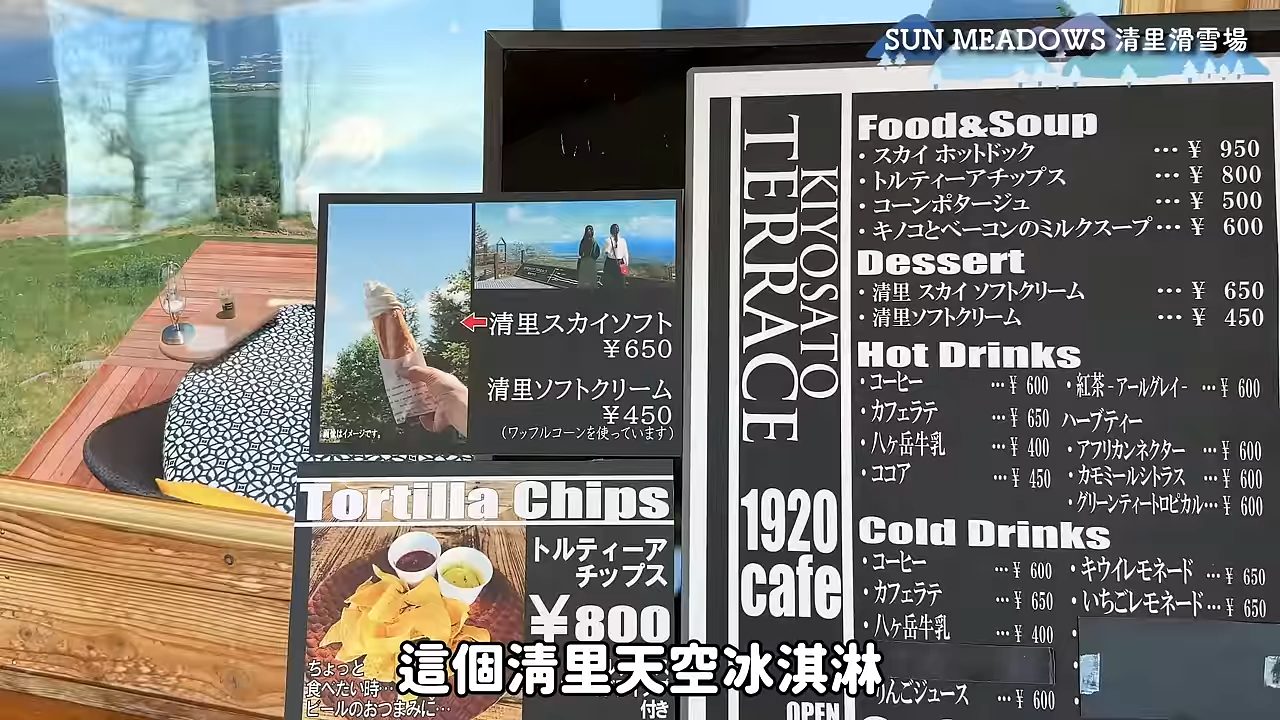 SUN MEADOWS 清里滑雪場
TERRACE
KIYOSATO
1920
cafe
OPEN
Food&Soup
・スカイ ホットドック … ¥ 950
・トルティーアチップス … ¥ 800
・コーンポタージュ … ¥ 500
・キノコとベーコンのミルクスープ … ¥ 600
Dessert
・清里 スカイ ソフトクリーム … ¥ 650
・清里ソフトクリーム … ¥ 450
Hot Drinks
・コーヒー … ¥ 600
・カフェラテ … ¥ 650
・八ヶ岳牛乳 … ¥ 400
・ココア … ¥ 450
・紅茶-アールグレイ- … ¥ 600
ハーブティー
・アフリカンネクター … ¥ 600
・カモミールシトラス … ¥ 600
・グリーンティートロピカル… ¥ 600
Cold Drinks
・コーヒー … ¥ 600
・カフェラテ … ¥ 650
・八ヶ岳牛乳 … ¥ 400
りんごジュース … ¥ 600
・キウイレモネード … ¥ 650
・いちごレモネード… ¥ 650
清里スカイソフト
¥650
清里ソフトクリーム
¥450
(ワッフルコーンを使っています)
画像はイメージです。
Tortilla Chips
トルティーア
チップス
¥800
ちょっと
食べたい時…
ビールのおつまみに…
付き
這個清里天空冰淇淋